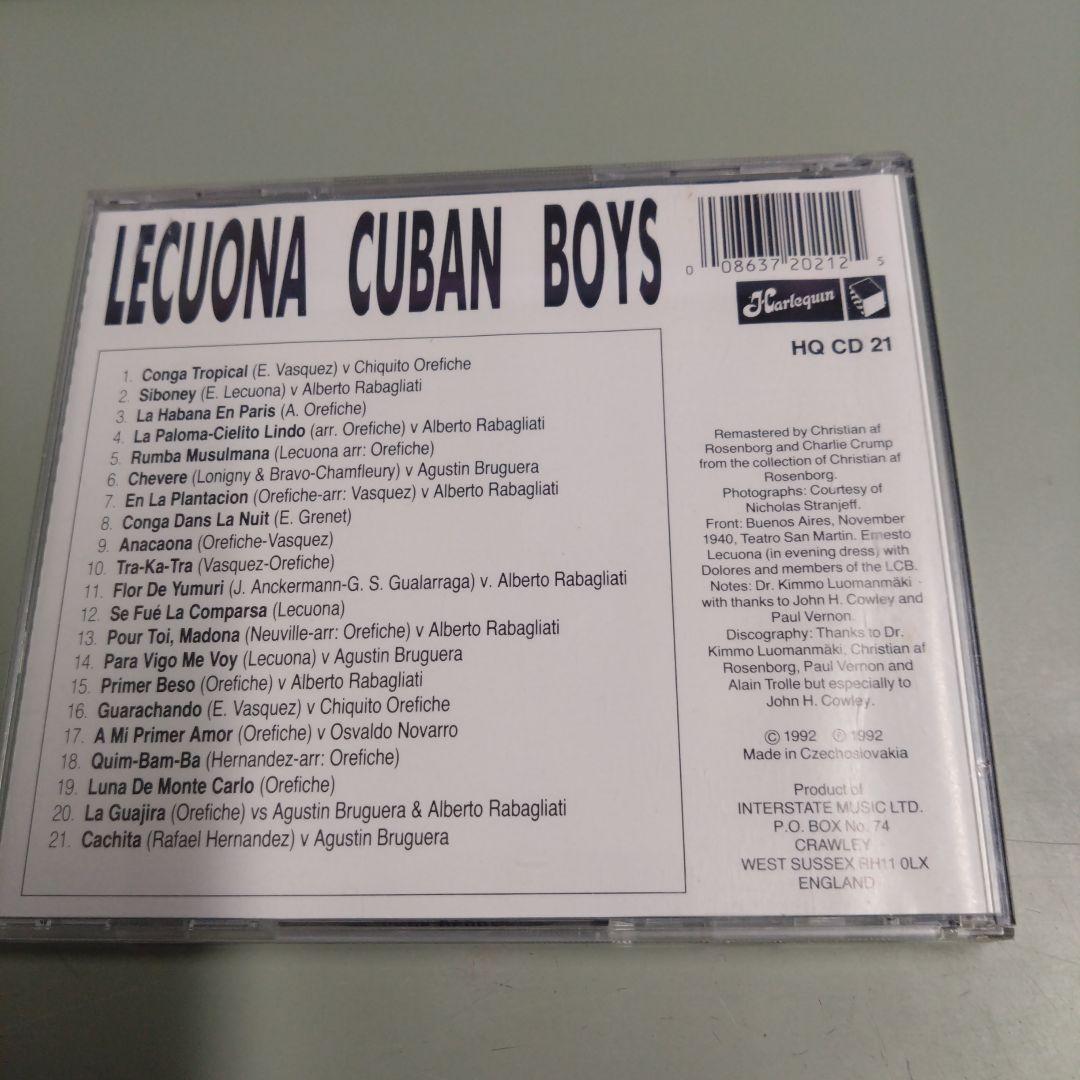 LECUONA CUBAN BOYS
0 08637 20212 5
Harlequin
HQ CD 21
1. Conga Tropical (E. Vasquez) v Chiquito Orefiche
2. Siboney (E. Lecuona) v Alberto Rabagliati
3. La Habana En Paris (A. Orefiche)
4. La Paloma-Cielito Lindo (arr. Orefiche) v Alberto Rabagliati
5. Rumba Musulmana (Lecuona arr: Orefiche)
6. Chevere (Lonigny & Bravo-Chamfleury) v Agustin Bruguera
7. En La Plantacion (Orefiche-arr: Vasquez) v Alberto Rabagliati
8. Conga Dans La Nuit (E. Grenet)
9. Anacaona (Orefiche-Vasquez)
10. Tra-Ka-Tra (Vasquez-Orefiche)
11. Flor De Yumuri (J. Anckermann-G. S. Gualarraga) v. Alberto Rabagliati
12. Se Fué La Comparsa (Lecuona)
13. Pour Toi, Madona (Neuville-arr: Orefiche) v Alberto Rabagliati
14. Para Vigo Me Voy (Lecuona) v Agustin Bruguera
15. Primer Beso (Orefiche) v Alberto Rabagliati
16. Guarachando (E. Vasquez) v Chiquito Orefiche
17. A Mi Primer Amor (Orefiche) v Osvaldo Novarro
18. Quim-Bam-Ba (Hernandez-arr: Orefiche)
19. Luna De Monte Carlo (Orefiche)
20. La Guajira (Orefiche) vs Agustin Bruguera & Alberto Rabagliati
21. Cachita (Rafael Hernandez) v Agustin Bruguera
Remastered by Christian af
Rosenborg and Charlie Crump
from the collection of Christian af
Rosenborg.
Photographs: Courtesy of
Nicholas Stranjeff.
Front: Buenos Aires, November
1940, Teatro San Martin. Ernesto
Lecuona (in evening dress) with
Dolores and members of the LCB.
Notes: Dr. Kimmo Luomanmäki -
with thanks to John H. Cowley and
Paul Vernon.
Discography: Thanks to Dr.
Kimmo Luomanmäki, Christian af
Rosenborg, Paul Vernon and
Alain Trolle but especially to
John H. Cowley.
© 1992 ℗ 1992
Made in Czechoslovakia
Product of
INTERSTATE MUSIC LTD.
P.O. BOX No. 74
CRAWLEY
WEST SUSSEX RH11 0LX
ENGLAND